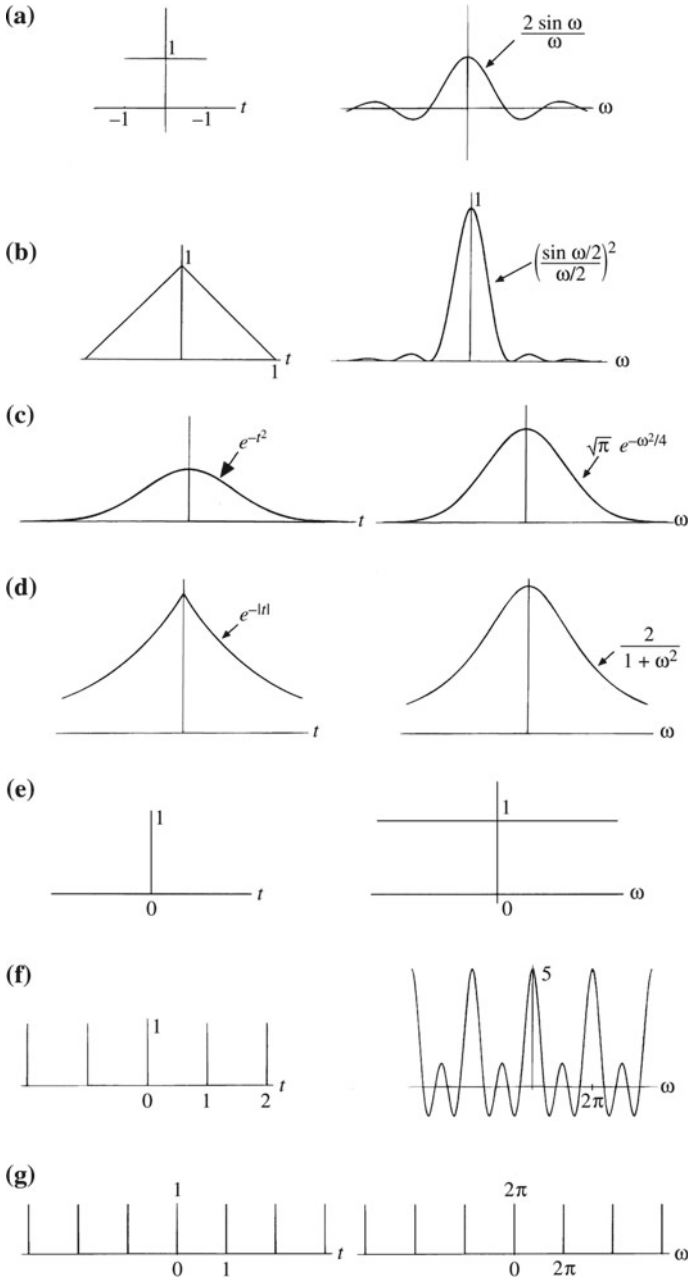 (a)
1
−1
−1
t
2 sin ω
ω
ω
(b)
1
t
1
1
(sin ω/2 / ω/2)²
ω
(c)
e^−t²
t
√π e^−ω²/4
ω
(d)
e^−|t|
t
2
1 + ω²
ω
(e)
1
t
0
1
ω
0
(f)
1
t
0 1 2
5
ω
2π
(g)
1
t
0 1
2π
ω
0 2π